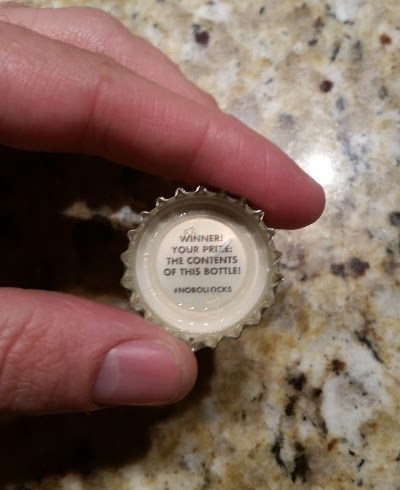 WINNER!
YOUR PRIZE:
THE CONTENTS
OF THIS BOTTLE!
#NOBOLLOCKS